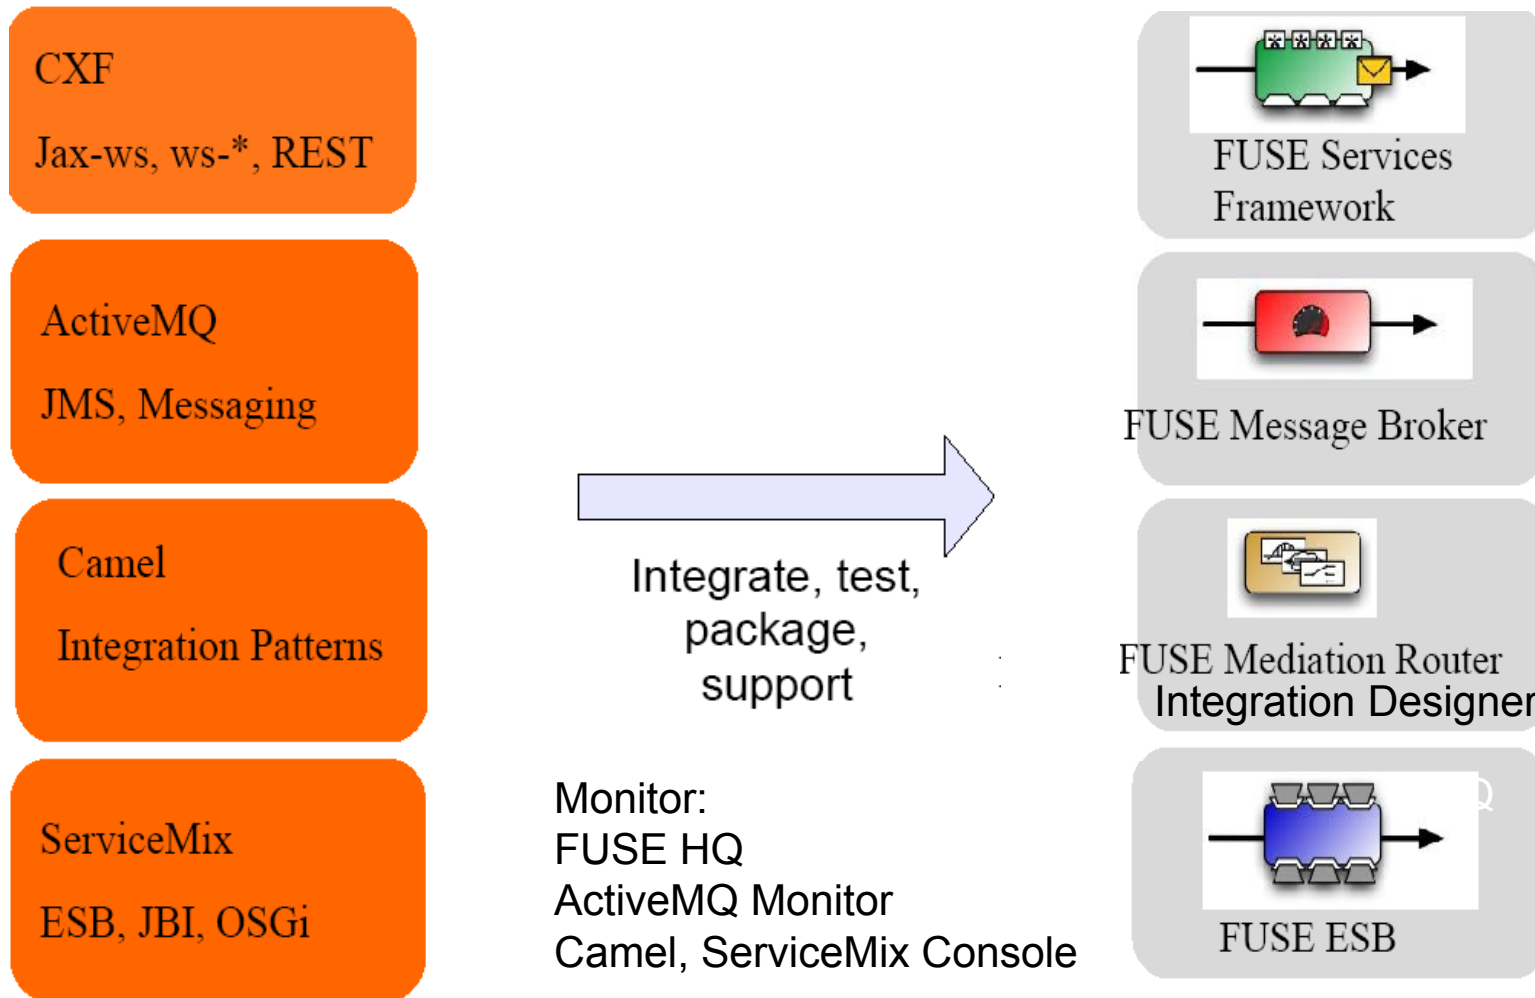 CXF
Jax-ws, ws-*, REST
ActiveMQ
JMS, Messaging
Camel
Integration Patterns
ServiceMix
ESB, JBI, OSGi
Integrate, test,
package,
support
Monitor:
FUSE HQ
ActiveMQ Monitor
Camel, ServiceMix Console
FUSE Services
Framework
FUSE Message Broker
FUSE Mediation Router
Integration Designer
Q
FUSE ESB